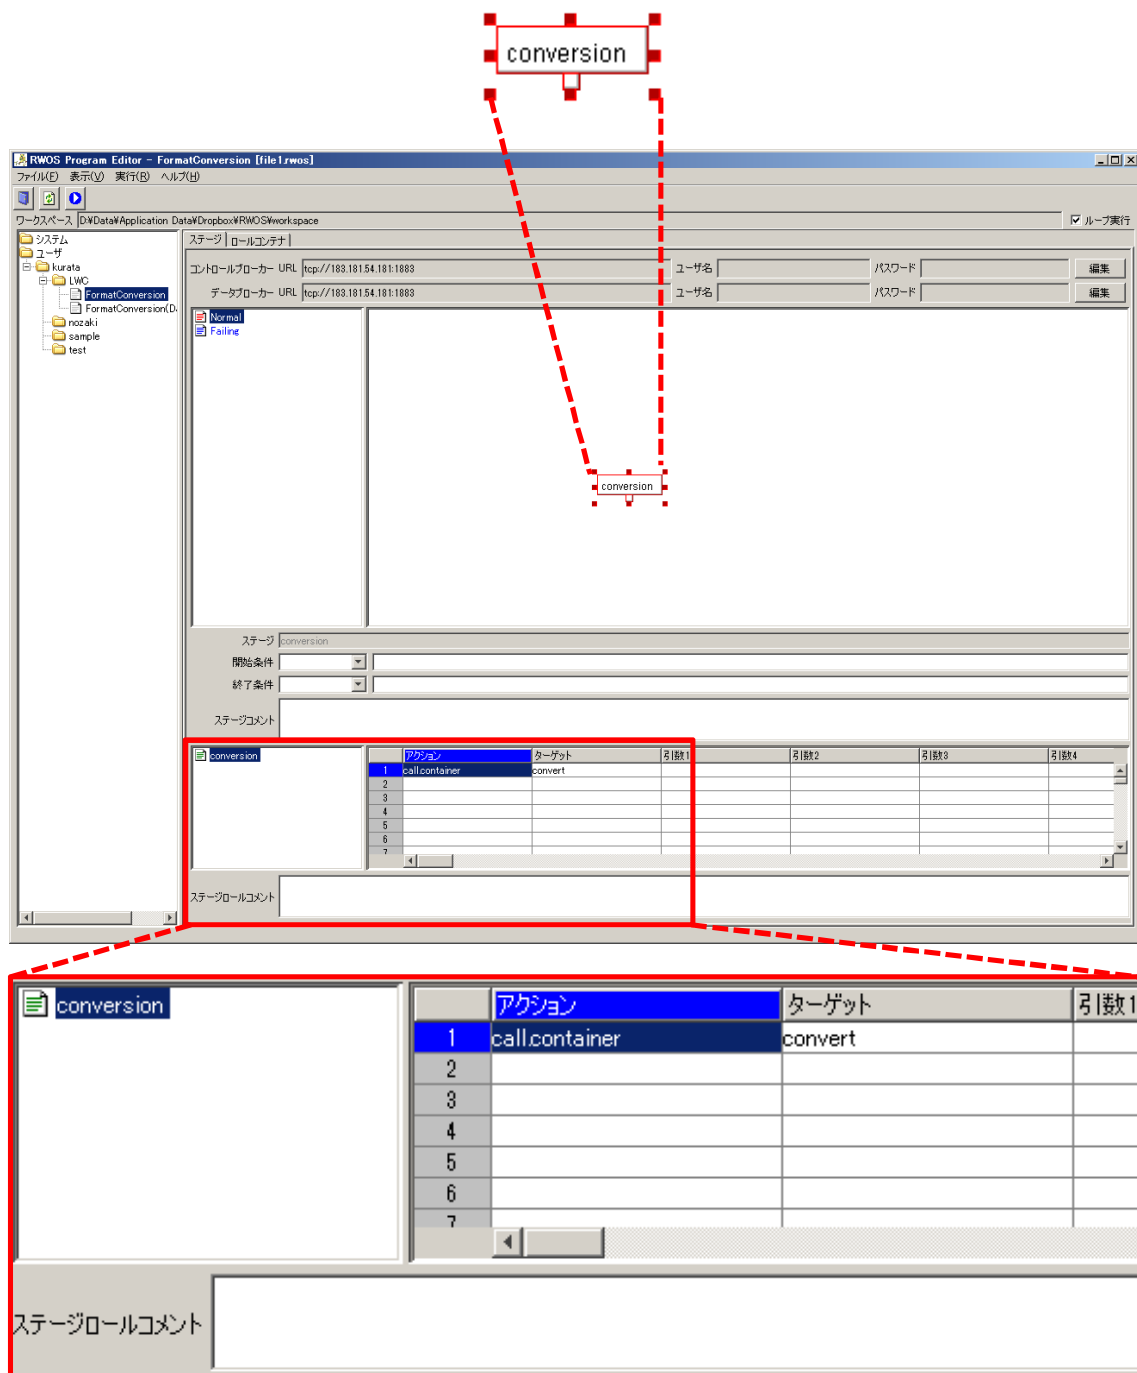 conversion
RWOS Program Editor - FormatConversion [file1.rwos]
ファイル(F) 表示(V) 実行(R) ヘルプ(H)
ワークスペース D:¥Data¥Application Data¥Dropbox¥RWOS¥workspace ループ実行
システム
ユーザ
kurata
LWC
FormatConversion
FormatConversion(D
nozaki
sample
test
ステージ ロールコンテナ
コントロールブローカー URL tcp://183.181.54.181:1883 ユーザ名 パスワード 編集
データブローカー URL tcp://183.181.54.181:1883 ユーザ名 パスワード 編集
Normal
Failing
conversion
ステージ conversion
開始条件
終了条件
ステージコメント
conversion
アクション ターゲット 引数1 引数2 引数3 引数4
1 call.container convert
2
3
4
5
6
7
ステージロールコメント
conversion
アクション ターゲット 引数1
1 call.container convert
2
3
4
5
6
7
ステージロールコメント